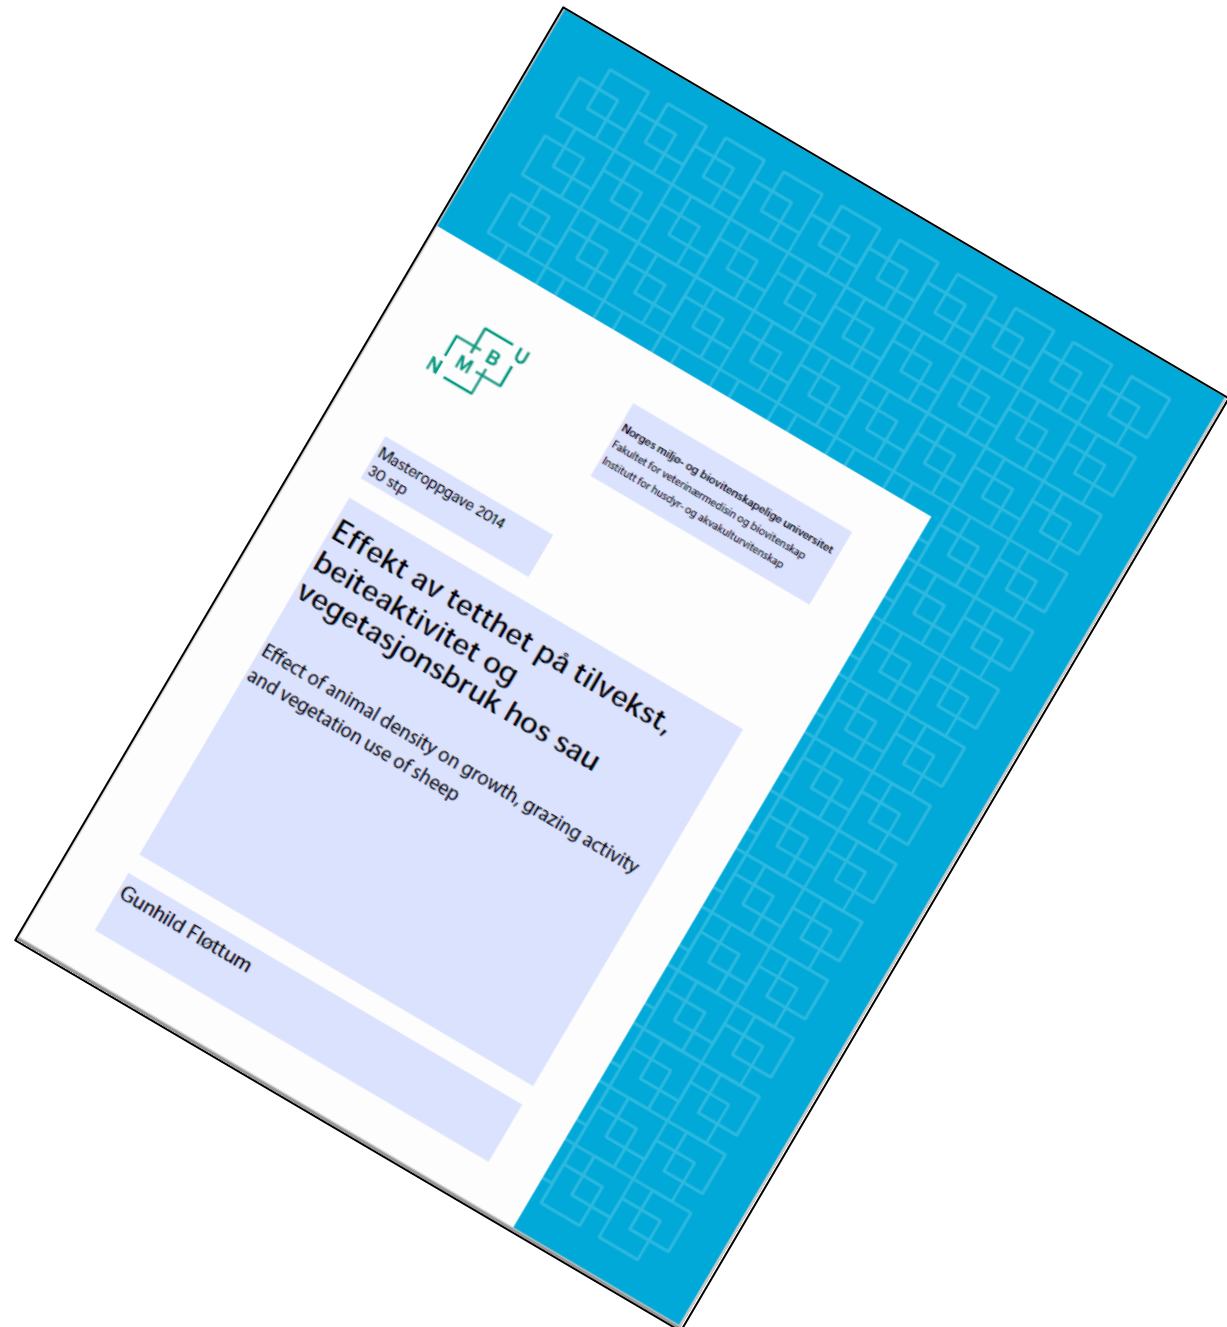 N M B U
Masteroppgave 2014
30 stp
Norges miljø- og biovitenskapelige universitet
Fakultet for veterinærmedisin og biovitenskap
Institutt for husdyr- og akvakulturvitenskap
Effekt av tetthet på tilvekst,
beiteaktivitet og
vegetasjonsbruk hos sau
Effect of animal density on growth, grazing activity
and vegetation use of sheep
Gunhild Fløttum